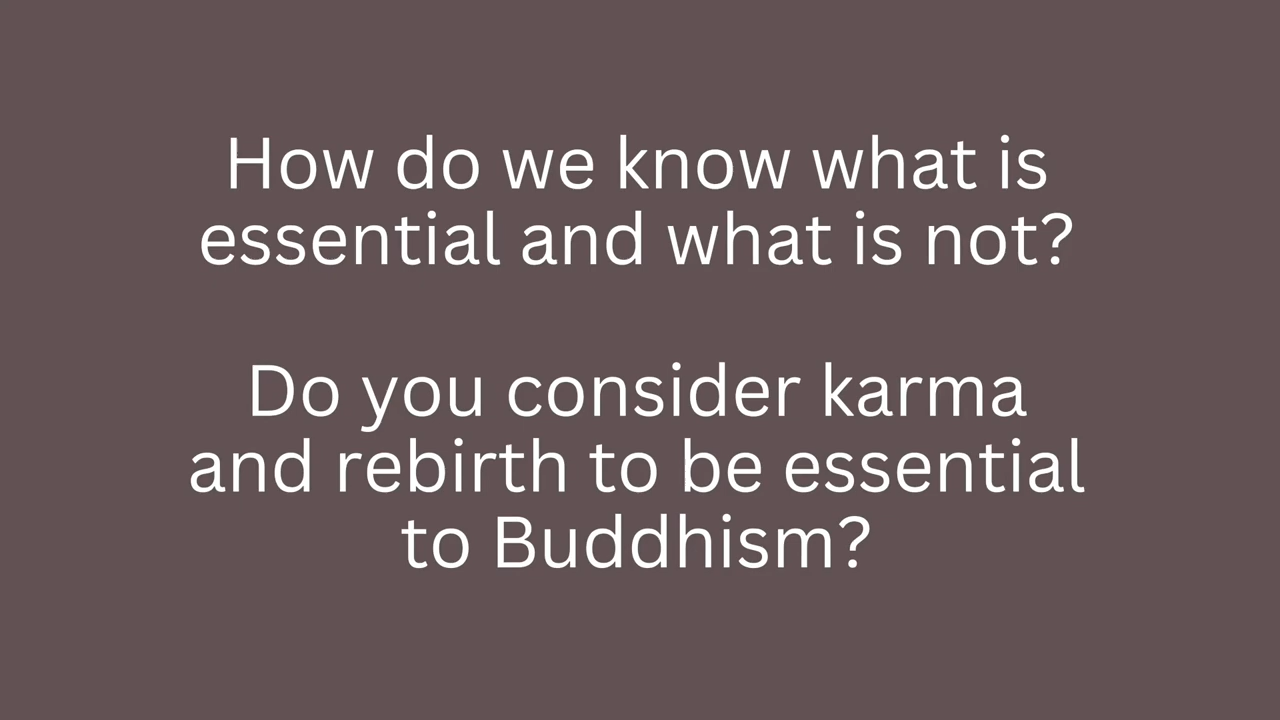 How do we know what is
essential and what is not?
Do you consider karma
and rebirth to be essential
to Buddhism?